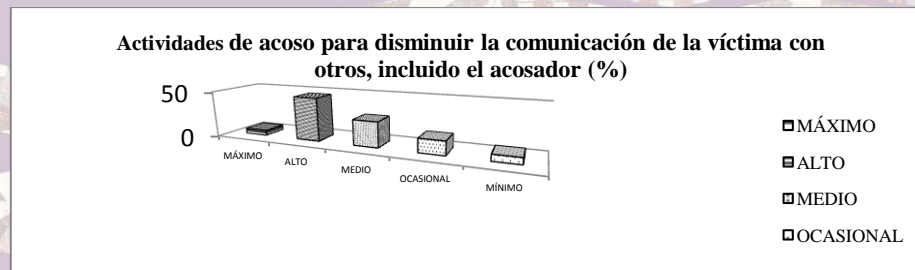 Actividades de acoso para disminuir la comunicación de la víctima con
otros, incluido el acosador (%)
50
0
MÁXIMO
ALTO
MEDIO
OCASIONAL
MÍNIMO
MÁXIMO
ALTO
MEDIO
OCASIONAL